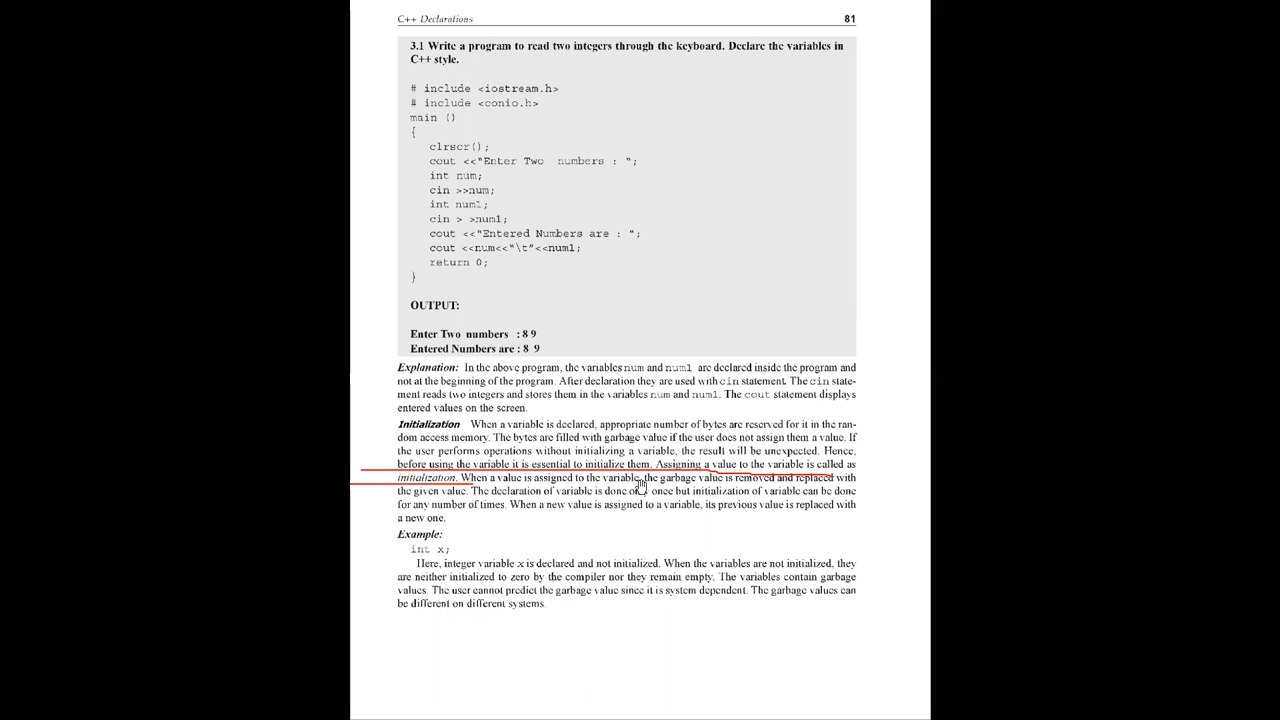 C++ Declarations 81
3.1 Write a program to read two integers through the keyboard. Declare the variables in
C++ style.
# include <iostream.h>
# include <conio.h>
main ()
{
clrscr();
cout <<“Enter Two numbers : “;
int num;
cin >>num;
int num1;
cin > >num1;
cout <<“Entered Numbers are : “;
cout <<num<<“\t”<<num1;
return 0;
}
OUTPUT:
Enter Two numbers : 8 9
Entered Numbers are : 8 9
Explanation: In the above program, the variables num and num1 are declared inside the program and
not at the beginning of the program. After declaration they are used with cin statement. The cin state-
ment reads two integers and stores them in the variables num and num1. The cout statement displays
entered values on the screen.
Initialization When a variable is declared, appropriate number of bytes are reserved for it in the ran-
dom access memory. The bytes are filled with garbage value if the user does not assign them a value. If
the user performs operations without initializing a variable, the result will be unexpected. Hence,
before using the variable it is essential to initialize them. Assigning a value to the variable is called as
initialization. When a value is assigned to the variable, the garbage value is removed and replaced with
the given value. The declaration of variable is done only once but initialization of variable can be done
for any number of times. When a new value is assigned to a variable, its previous value is replaced with
a new one.
Example:
int x;
Here, integer variable x is declared and not initialized. When the variables are not initialized, they
are neither initialized to zero by the compiler nor they remain empty. The variables contain garbage
values. The user cannot predict the garbage value since it is system dependent. The garbage values can
be different on different systems.